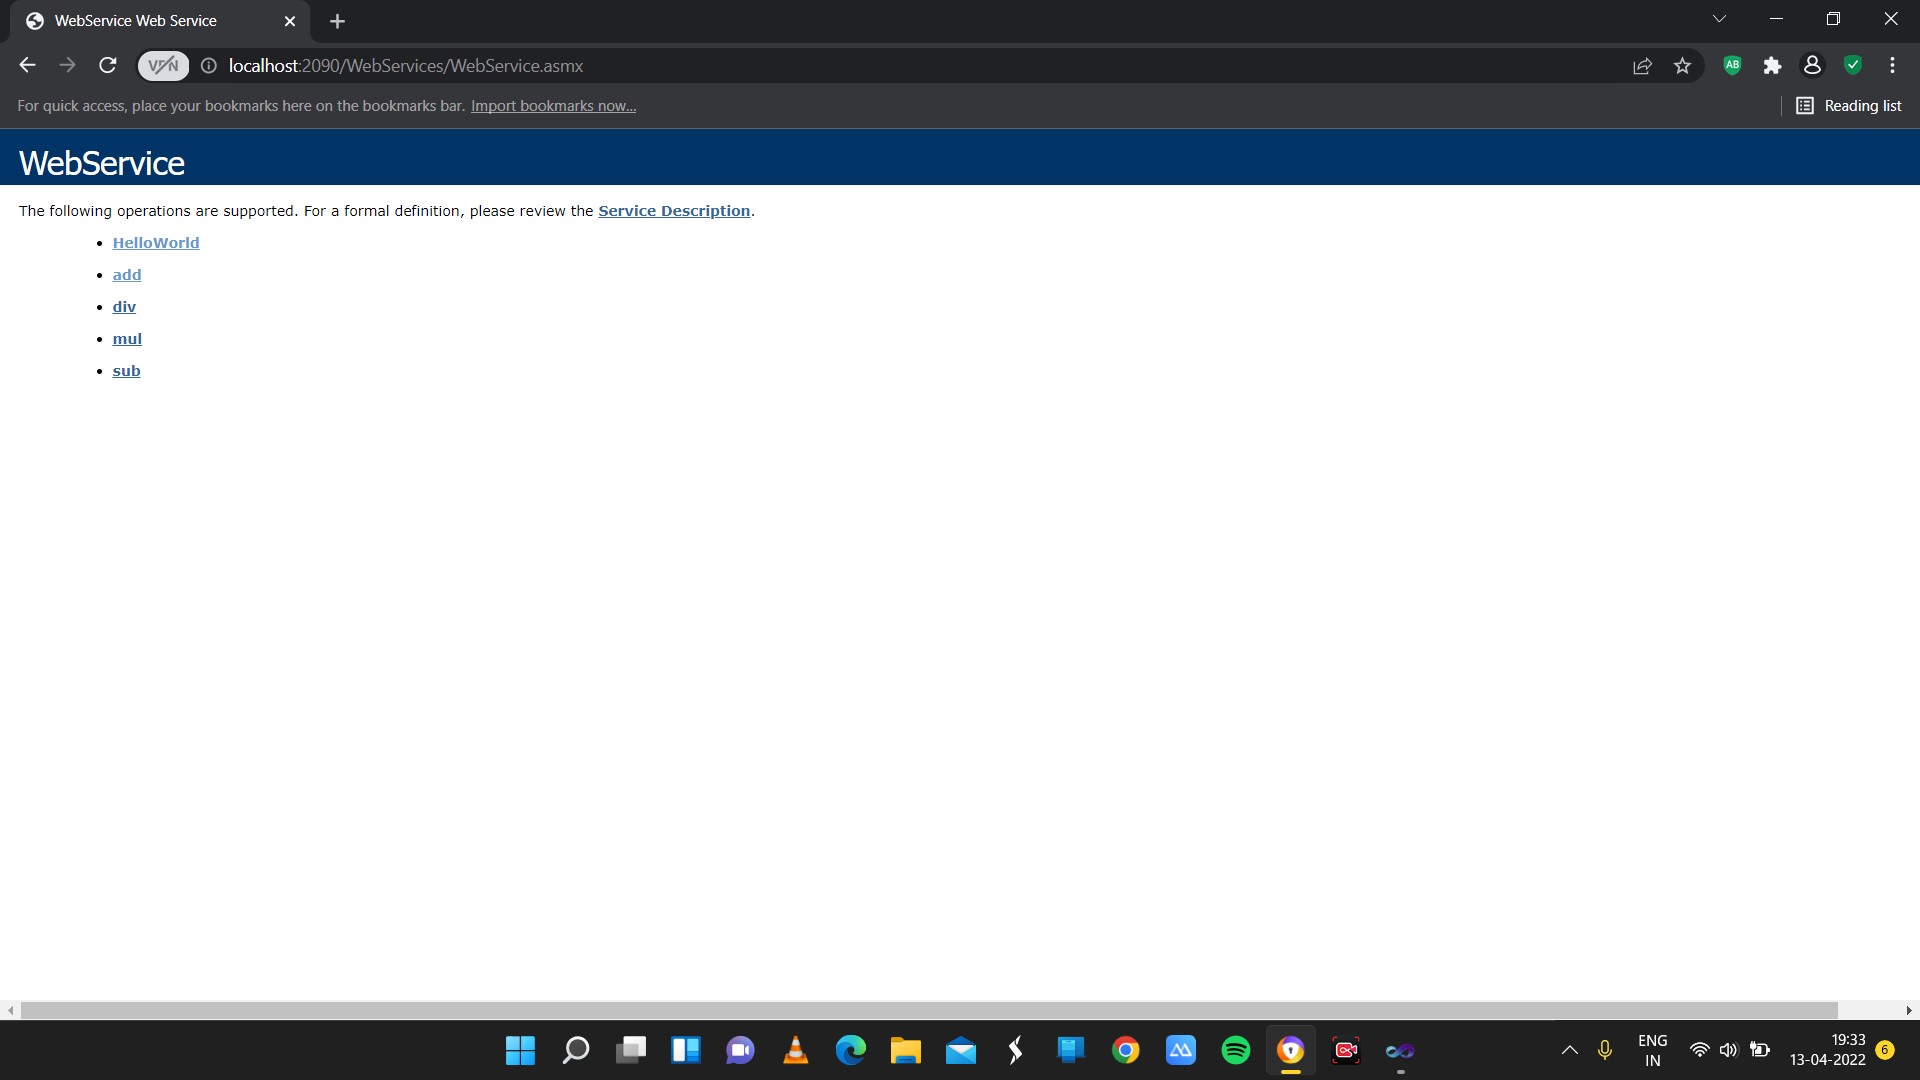 WebService Web Service
VPN
localhost:2090/WebServices/WebService.asmx
AB
For quick access, place your bookmarks here on the bookmarks bar. Import bookmarks now...
Reading list
WebService
The following operations are supported. For a formal definition, please review the Service Description.
HelloWorld
add
div
mul
sub
ENG
IN
19:33
13-04-2022
6